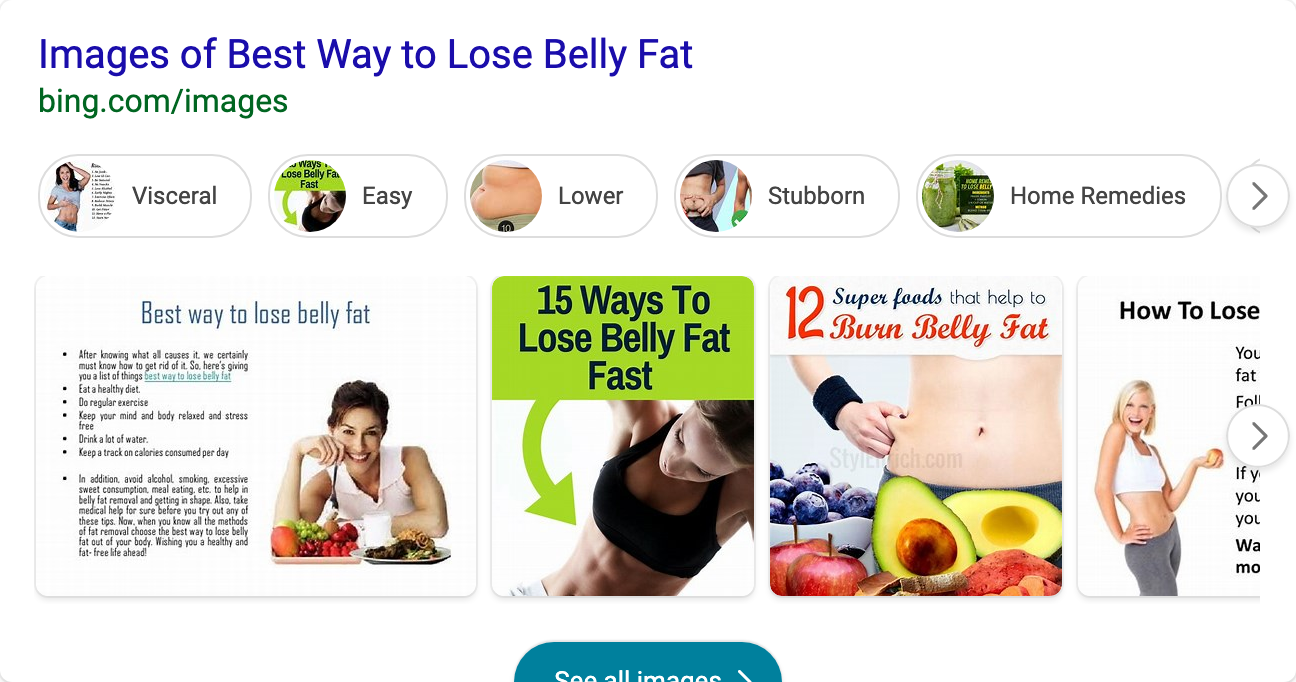 Images of Best Way to Lose Belly Fat
bing.com/images
Visceral
15 Ways T
Lose Belly Fat
Fast
Easy
10
Lower
Stubborn
Home Remedies
Best way to lose belly fat
• After knowing what all causes it, we certainly
must know how to get rid of it. So, here's giving
you a list of things best way to lose belly fat
• Eat a healthy diet.
• Do regular exercise
• Keep your mind and body relaxed and stress
free
• Drink a lot of water.
• Keep a track on calories consumed per day
• In addition, avoid alcohol, smoking, excessive
sweet consumption, meal eating, etc. to help in
belly fat removal and getting in shape. Also, take
medical help for sure before you try out any of
these tips. Now, when you know all the methods
of fat removal choose the best way to lose belly
fat out of your body. Wishing you a healthy and
fat- free life ahead!
15 Ways To
Lose Belly Fat
Fast
12 Super foods that help to
Burn Belly Fat
StylEnrich.com
How To Lose
You
fat
Foll
If y
you
you
Wa
mo
See all images